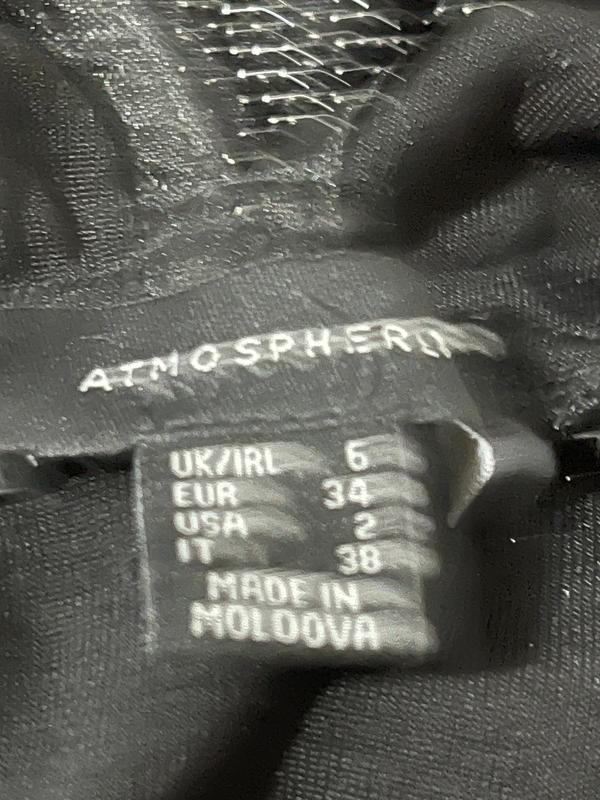 ATMOSPHERE
UK/IRL 6
EUR 34
USA 2
IT 38
MADE IN
MOLDOVA